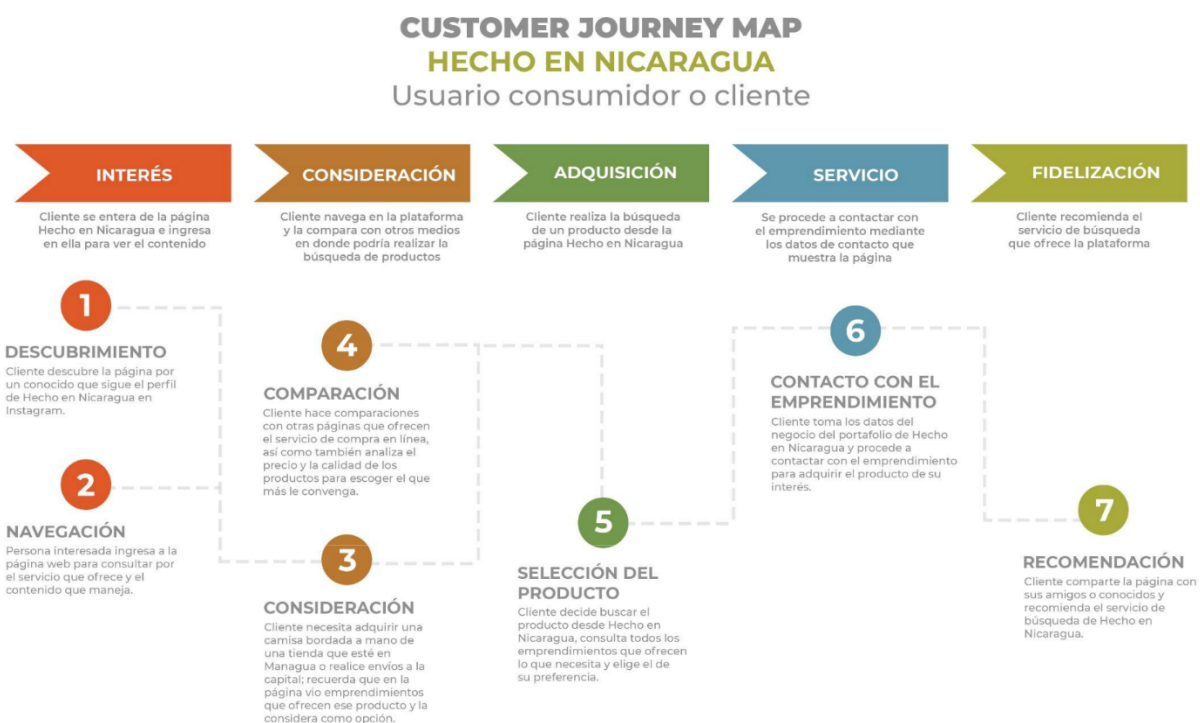 CUSTOMER JOURNEY MAP
HECHO EN NICARAGUA
Usuario consumidor o cliente
INTERÉS
Cliente se entera de la página
Hecho en Nicaragua e ingresa
en ella para ver el contenido
CONSIDERACIÓN
Cliente navega en la plataforma
y la compara con otros medios
en donde podría realizar la
búsqueda de productos
ADQUISICIÓN
Cliente realiza la búsqueda
de un producto desde la
página Hecho en Nicaragua
SERVICIO
Se procede a contactar con
el emprendimiento mediante
los datos de contacto que
muestra la página
FIDELIZACIÓN
Cliente recomienda el
servicio de búsqueda
que ofrece la plataforma
1
DESCUBRIMIENTO
Cliente descubre la página por
un conocido que sigue el perfil
de Hecho en Nicaragua en
Instagram.
2
NAVEGACIÓN
Persona interesada ingresa a la
página web para consultar por
el servicio que ofrece y el
contenido que maneja.
4
COMPARACIÓN
Cliente hace comparaciones
con otras páginas que ofrecen
el servicio de compra en línea,
así como también analiza el
precio y la calidad de los
productos para escoger el que
más le convenga.
3
CONSIDERACIÓN
Cliente necesita adquirir una
camisa bordada a mano de
una tienda que esté en
Managua o realice envíos a la
capital; recuerda que en la
página vio emprendimientos
que ofrecen ese producto y la
considera como opción.
5
SELECCIÓN DEL
PRODUCTO
Cliente decide buscar el
producto desde Hecho en
Nicaragua, consulta todos los
emprendimientos que ofrecen
lo que necesita y elige el de
su preferencia.
6
CONTACTO CON EL
EMPRENDIMIENTO
Cliente toma los datos del
negocio del portafolio de Hecho
en Nicaragua y procede a
contactar con el emprendimiento
para adquirir el producto de su
interés.
7
RECOMENDACIÓN
Cliente comparte la página con
sus amigos o conocidos y
recomienda el servicio de
búsqueda de Hecho en
Nicaragua.